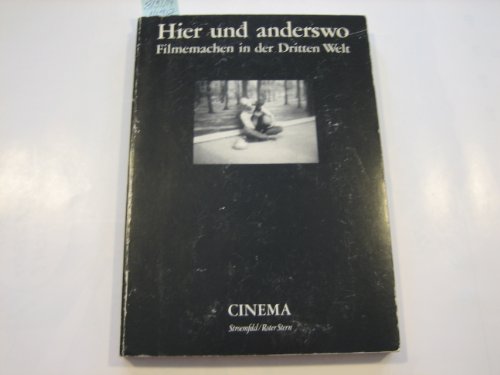 Hier und anderswo
Filmemachen in der Dritten Welt
CINEMA
Stroemfeld/Roter Stern